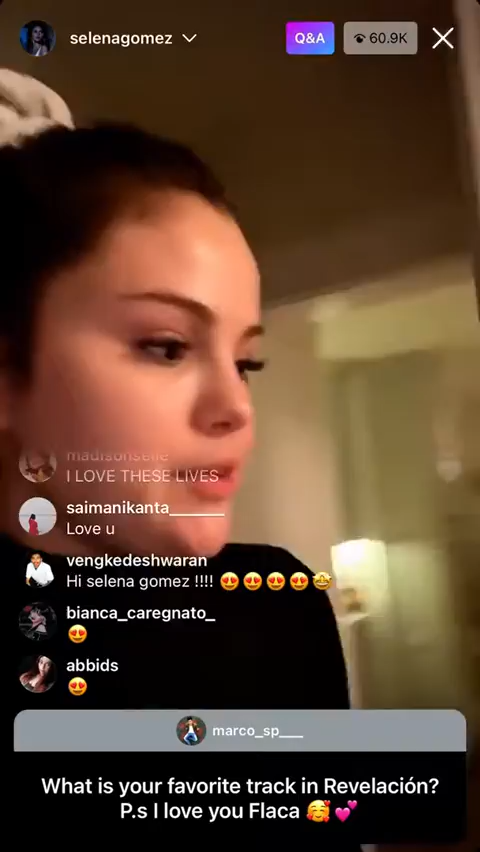 selenagomez
Q&A
60.9K
madisonselle
I LOVE THESE LIVES
saimanikanta_______
Love u
vengkedeshwaran
Hi selena gomez !!!! 😍😍😍😍🤩
bianca_caregnato_
😍
abbids
😍
marco_sp___
What is your favorite track in Revelación?
P.s I love you Flaca 🥰💕